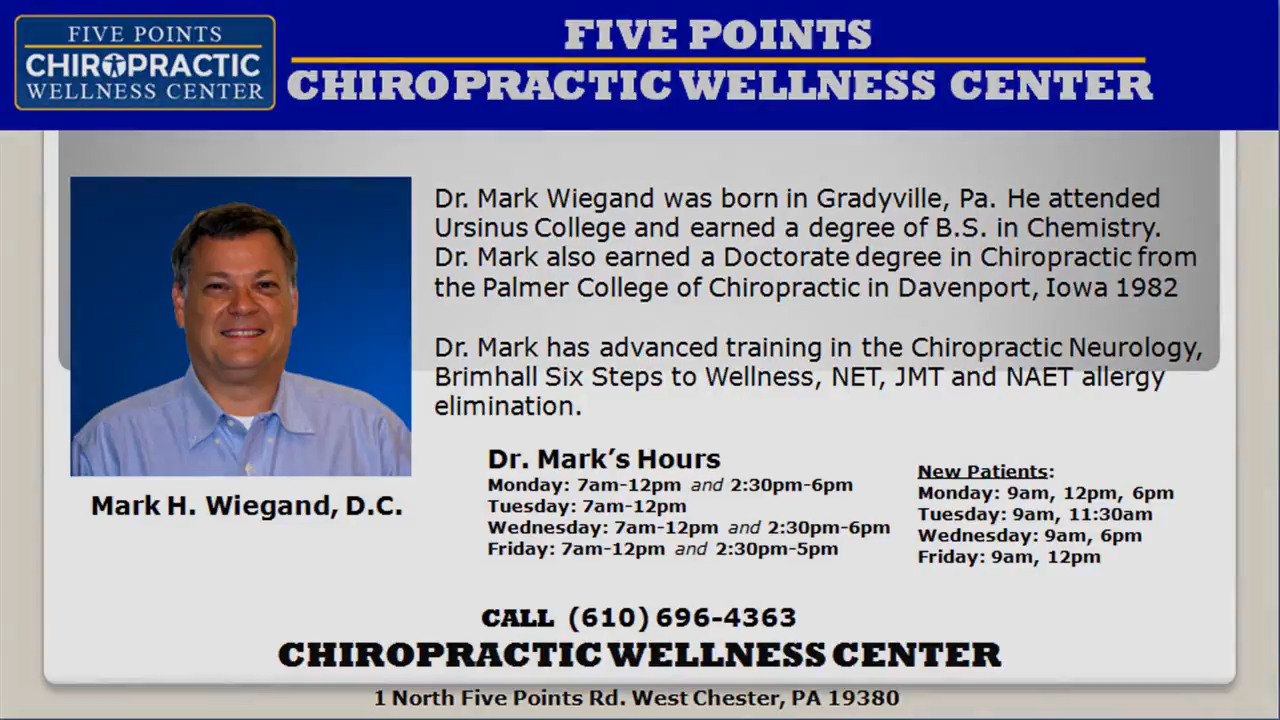 FIVE POINTS
CHIROPRACTIC
WELLNESS CENTER
FIVE POINTS
CHIROPRACTIC WELLNESS CENTER
Dr. Mark Wiegand was born in Gradyville, Pa. He attended
Ursinus College and earned a degree of B.S. in Chemistry.
Dr. Mark also earned a Doctorate degree in Chiropractic from
the Palmer College of Chiropractic in Davenport, Iowa 1982
Dr. Mark has advanced training in the Chiropractic Neurology,
Brimhall Six Steps to Wellness, NET, JMT and NAET allergy
elimination.
Mark H. Wiegand, D.C.
Dr. Mark's Hours
Monday: 7am-12pm and 2:30pm-6pm
Tuesday: 7am-12pm
Wednesday: 7am-12pm and 2:30pm-6pm
Friday: 7am-12pm and 2:30pm-5pm
New Patients:
Monday: 9am, 12pm, 6pm
Tuesday: 9am, 11:30am
Wednesday: 9am, 6pm
Friday: 9am, 12pm
CALL (610) 696-4363
CHIROPRACTIC WELLNESS CENTER
1 North Five Points Rd. West Chester, PA 19380